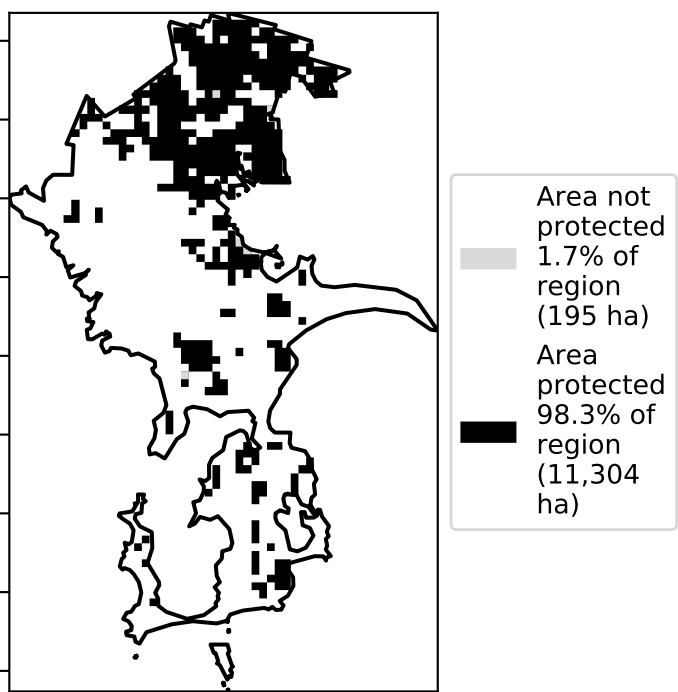 Area not
protected
1.7% of
region
(195 ha)
Area
protected
98.3% of
region
(11,304
ha)